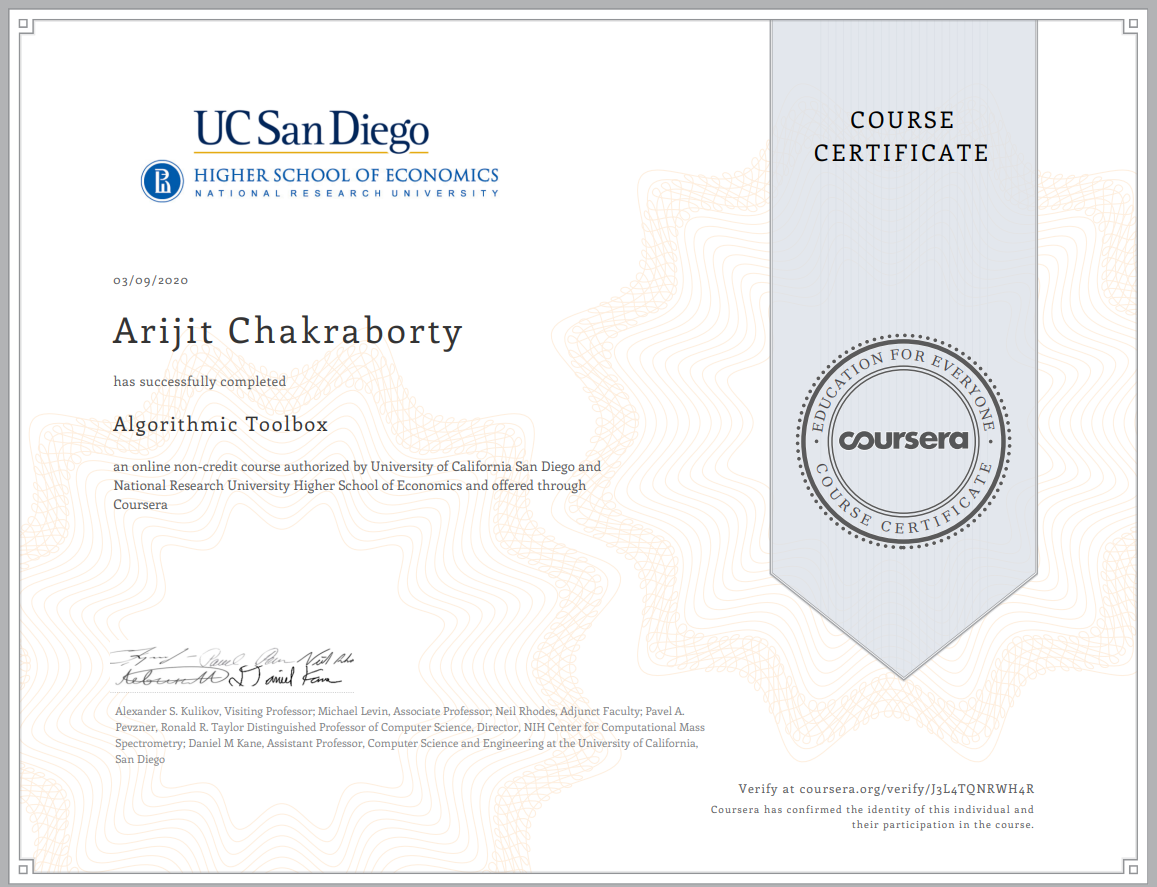 UC San Diego
HIGHER SCHOOL OF ECONOMICS
NATIONAL RESEARCH UNIVERSITY
COURSE
CERTIFICATE
03/09/2020
Arijit Chakraborty
has successfully completed
Algorithmic Toolbox
an online non-credit course authorized by University of California San Diego and
National Research University Higher School of Economics and offered through
Coursera
EDUCATION FOR EVERYONE
coursera
COURSE CERTIFICATE
Daniel Kane
Alexander S. Kulikov, Visiting Professor; Michael Levin, Associate Professor; Neil Rhodes, Adjunct Faculty; Pavel A.
Pevzner, Ronald R. Taylor Distinguished Professor of Computer Science, Director, NIH Center for Computational Mass
Spectrometry; Daniel M Kane, Assistant Professor, Computer Science and Engineering at the University of California,
San Diego
Verify at coursera.org/verify/J3L4TQNRWH4R
Coursera has confirmed the identity of this individual and
their participation in the course.